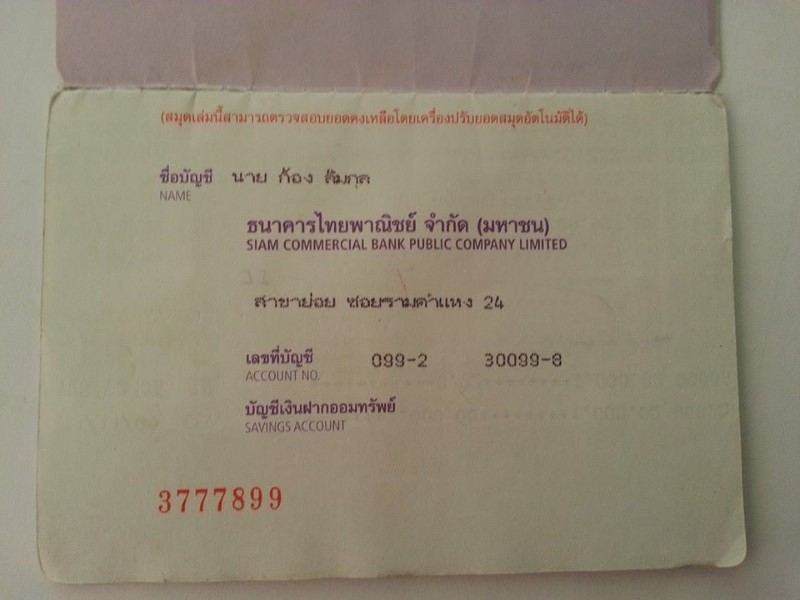 (สมุดเล่มนี้สามารถตรวจสอบยอดคงเหลือโดยเครื่องปรับยอดสมุดอัตโนมัติได้)
ชื่อบัญชี นาย ก้อง ลิ้มกุล
NAME
ธนาคารไทยพาณิชย์ จำกัด (มหาชน)
SIAM COMMERCIAL BANK PUBLIC COMPANY LIMITED
สาขาย่อย ซอยรามคำแหง 24
เลขที่บัญชี 099-2 30099-8
ACCOUNT NO.
บัญชีเงินฝากออมทรัพย์
SAVINGS ACCOUNT
3777899